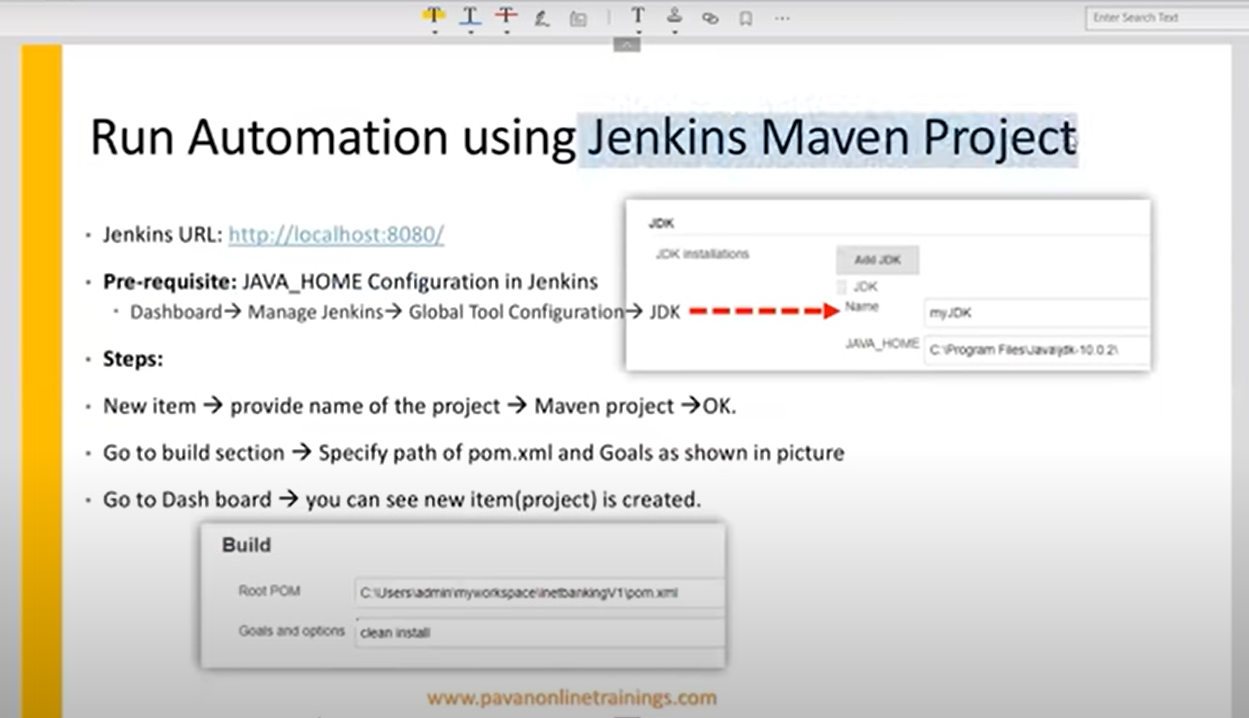 Enter Search Text
Run Automation using Jenkins Maven Project
• Jenkins URL: http://localhost:8080/
• Pre-requisite: JAVA_HOME Configuration in Jenkins
• Dashboard→ Manage Jenkins→ Global Tool Configuration→ JDK
JDK
JDK installations
Add JDK
JDK
Name
myJDK
JAVA_HOME
C:\Program Files\Java\jdk-10.0.2\
• Steps:
• New item → provide name of the project → Maven project →OK.
• Go to build section → Specify path of pom.xml and Goals as shown in picture
• Go to Dash board → you can see new item(project) is created.
Build
Root POM
C:\Users\admin\myworkspace\inetbankingV1\pom.xml
Goals and options
clean install
www.pavanonlinetrainings.com